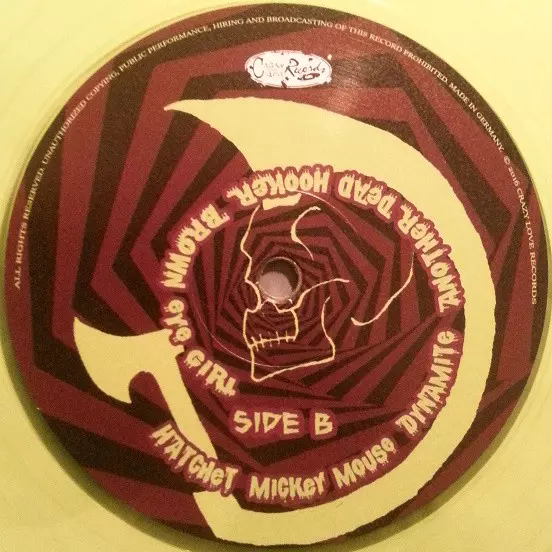 ALL RIGHTS RESERVED. UNAUTHORIZED COPYING, PUBLIC PERFORMANCE, HIRING AND BROADCASTING OF THIS RECORD PROHIBITED. MADE IN GERMANY. © 2016 CRAZY LOVE RECORDS
Crazy Love Records
HATCHET MICKEY MOUSE DYNAMITE ANOTHER DEAD HOOKER BROWN EYE GIRL
SIDE B